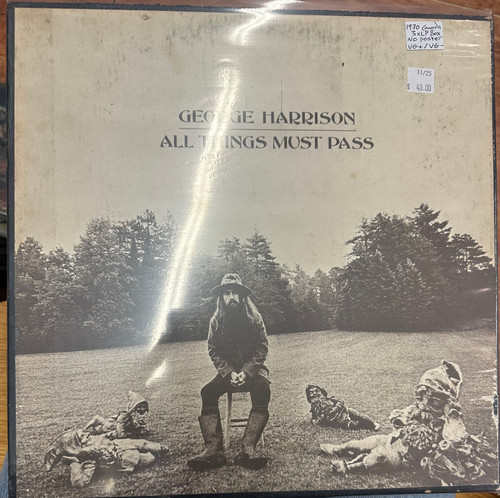 1970 Canada
3xLP Box
No poster
VG+/VG-
11/25
$ 40.00
GEORGE HARRISON
ALL THINGS MUST PASS